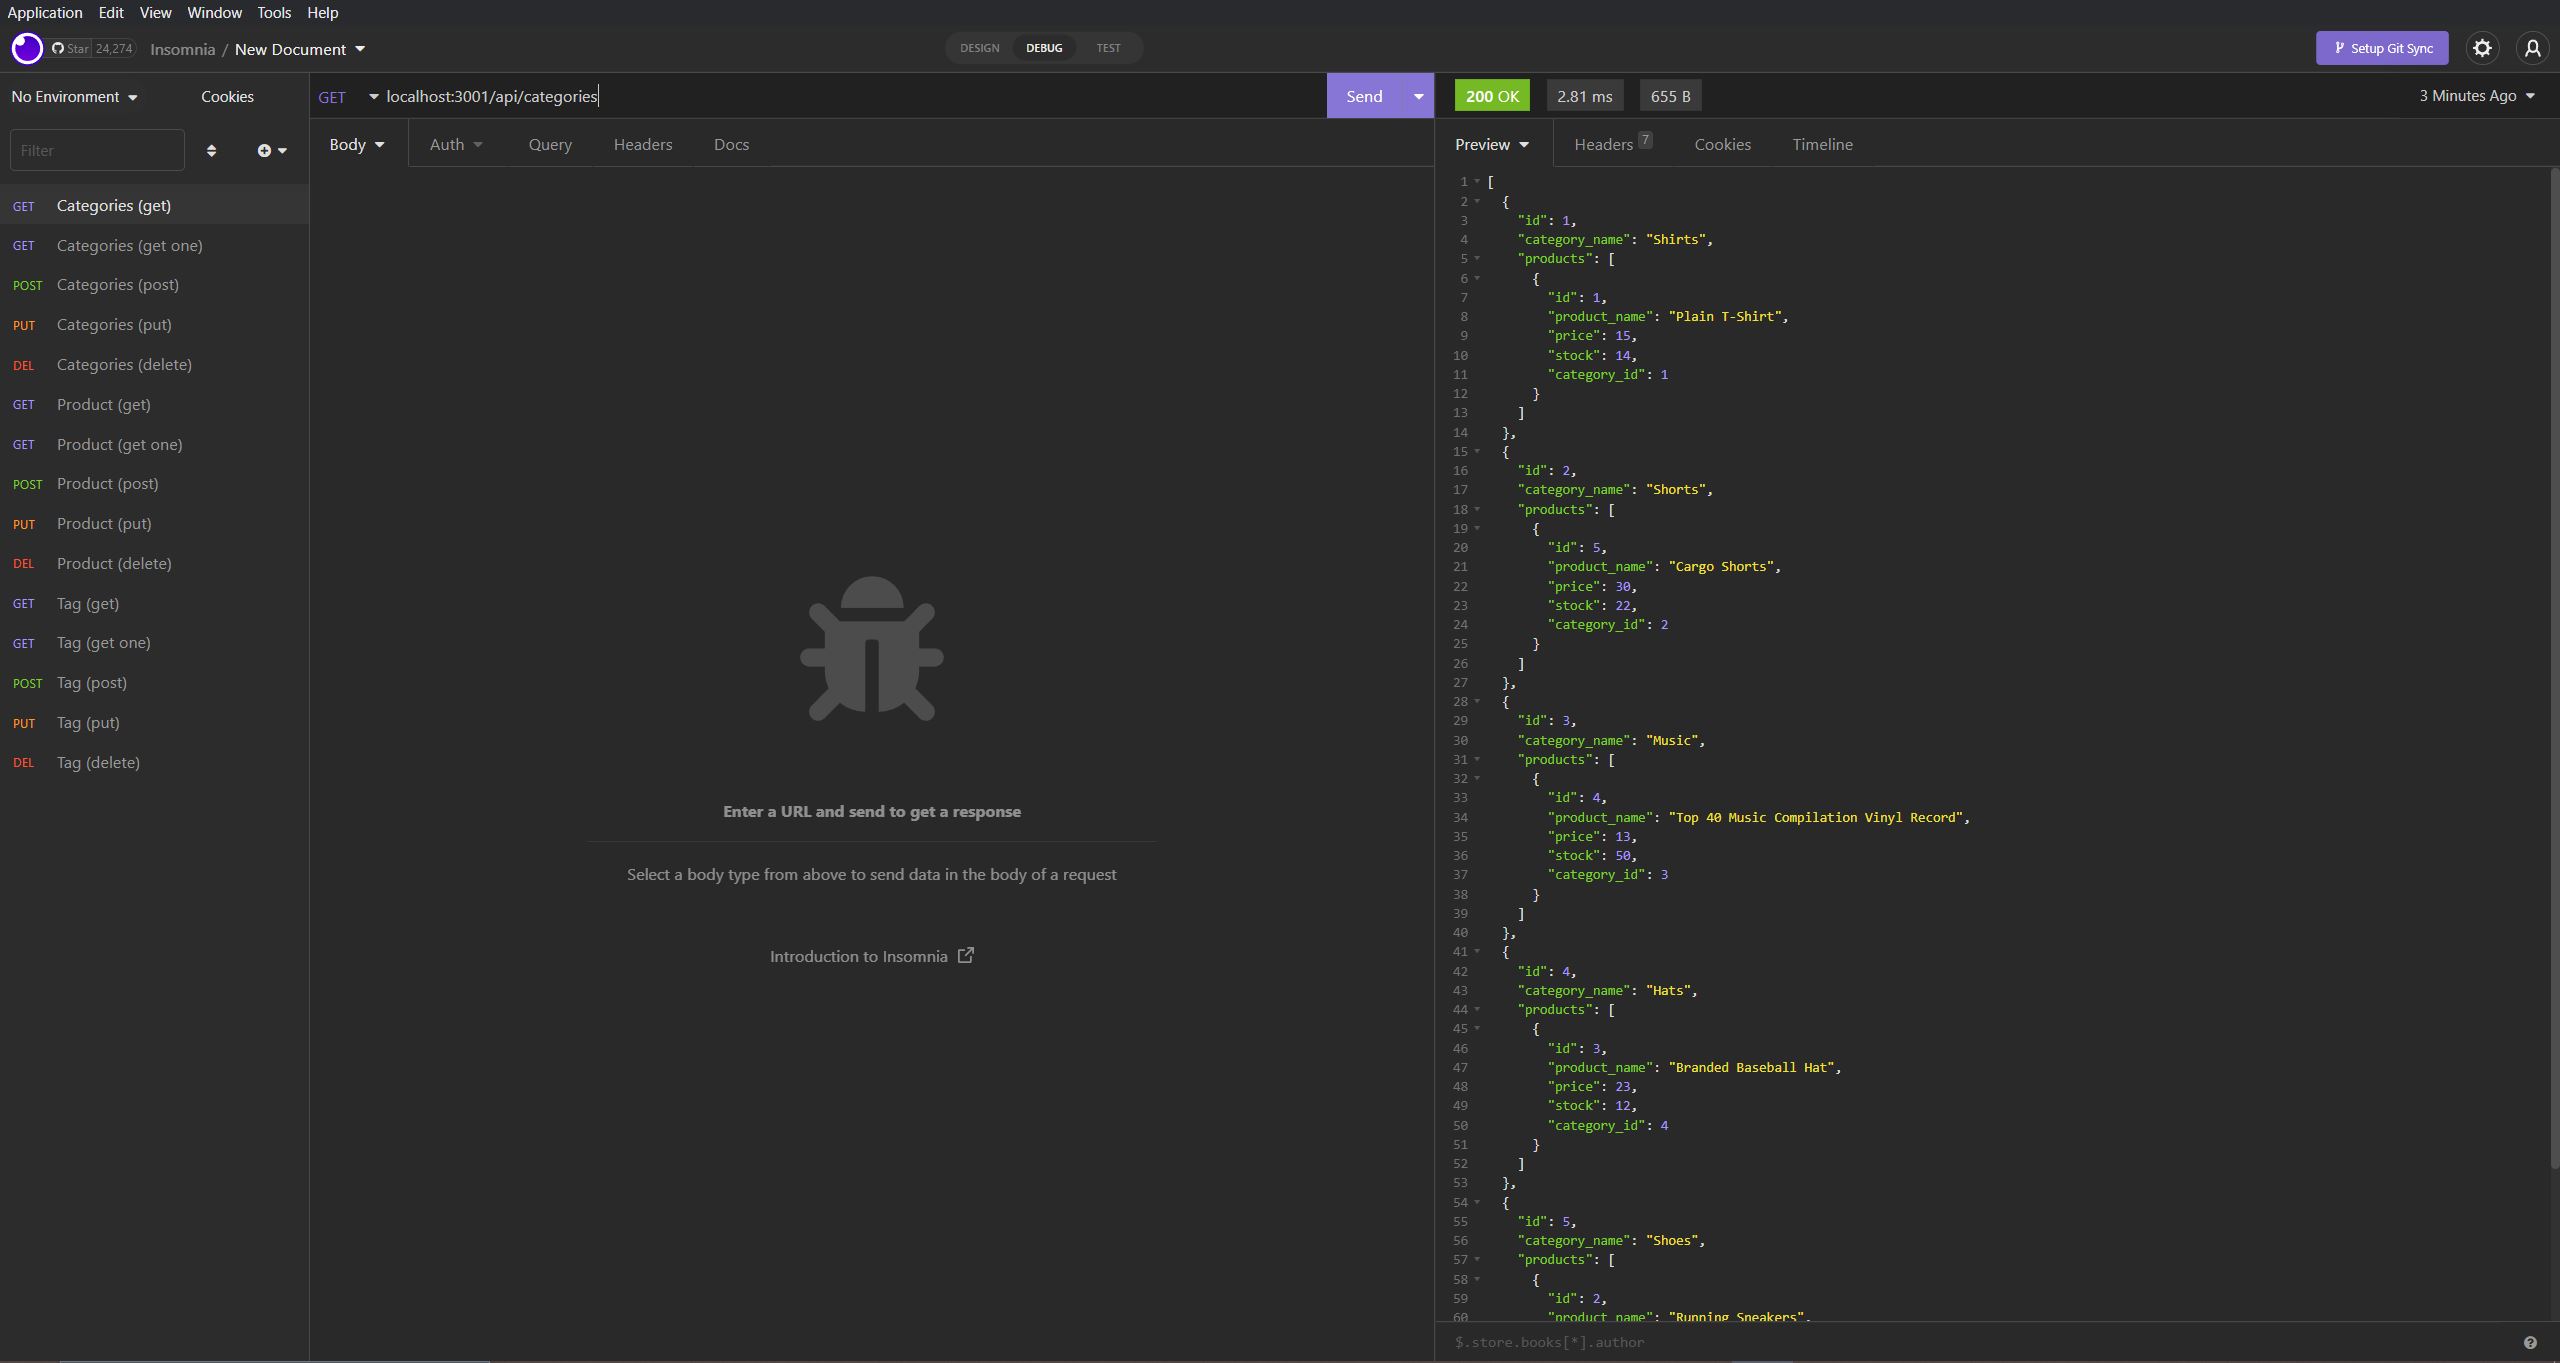 Application Edit View Window Tools Help
Star 24,274 Insomnia / New Document DESIGN DEBUG TEST Setup Git Sync
No Environment Cookies
Filter
GET Categories (get)
GET Categories (get one)
POST Categories (post)
PUT Categories (put)
DEL Categories (delete)
GET Product (get)
GET Product (get one)
POST Product (post)
PUT Product (put)
DEL Product (delete)
GET Tag (get)
GET Tag (get one)
POST Tag (post)
PUT Tag (put)
DEL Tag (delete)
GET localhost:3001/api/categories Send
Body Auth Query Headers Docs
Enter a URL and send to get a response
Select a body type from above to send data in the body of a request
Introduction to Insomnia
200 OK 2.81 ms 655 B 3 Minutes Ago
Preview Headers 7 Cookies Timeline
1 [
2 {
3 "id": 1,
4 "category_name": "Shirts",
5 "products": [
6 {
7 "id": 1,
8 "product_name": "Plain T-Shirt",
9 "price": 15,
10 "stock": 14,
11 "category_id": 1
12 }
13 ]
14 },
15 {
16 "id": 2,
17 "category_name": "Shorts",
18 "products": [
19 {
20 "id": 5,
21 "product_name": "Cargo Shorts",
22 "price": 30,
23 "stock": 22,
24 "category_id": 2
25 }
26 ]
27 },
28 {
29 "id": 3,
30 "category_name": "Music",
31 "products": [
32 {
33 "id": 4,
34 "product_name": "Top 40 Music Compilation Vinyl Record",
35 "price": 13,
36 "stock": 50,
37 "category_id": 3
38 }
39 ]
40 },
41 {
42 "id": 4,
43 "category_name": "Hats",
44 "products": [
45 {
46 "id": 3,
47 "product_name": "Branded Baseball Hat",
48 "price": 23,
49 "stock": 12,
50 "category_id": 4
51 }
52 ]
53 },
54 {
55 "id": 5,
56 "category_name": "Shoes",
57 "products": [
58 {
59 "id": 2,
60 "product_name": "Running Sneakers",
$.store.books[*].author